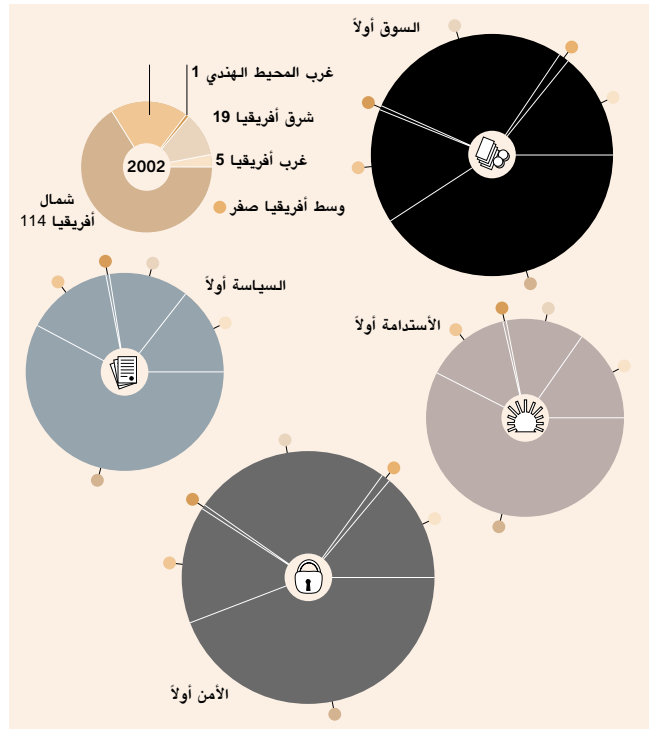 السوق أولاً
غرب المحيط الهندي 1
شرق أفريقيا 19
غرب أفريقيا 5
2002
وسط أفريقيا صفر
شمال
أفريقيا 114
السياسة أولاً
الأستدامة أولاً
الأمن أولاً